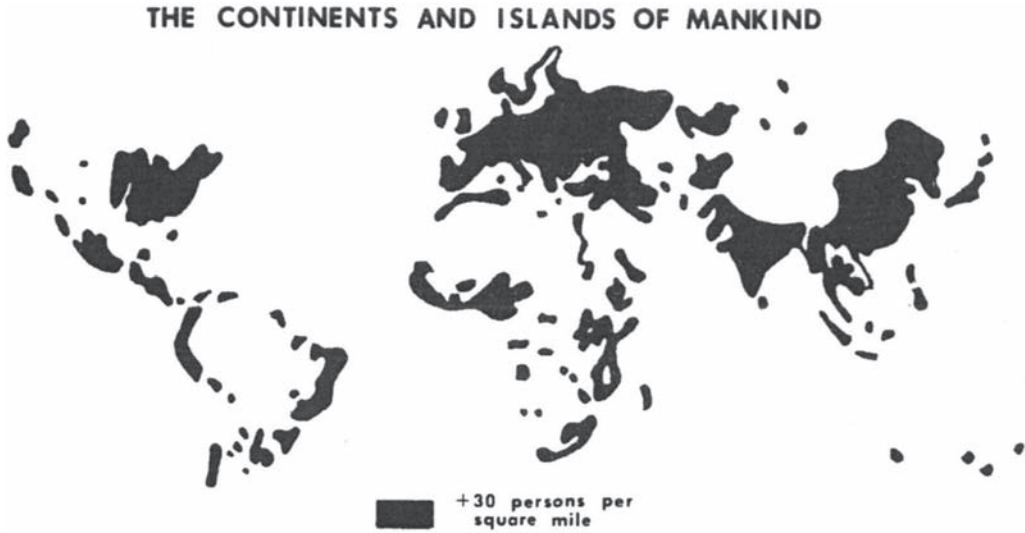 THE CONTINENTS AND ISLANDS OF MANKIND
+30 persons per
square mile